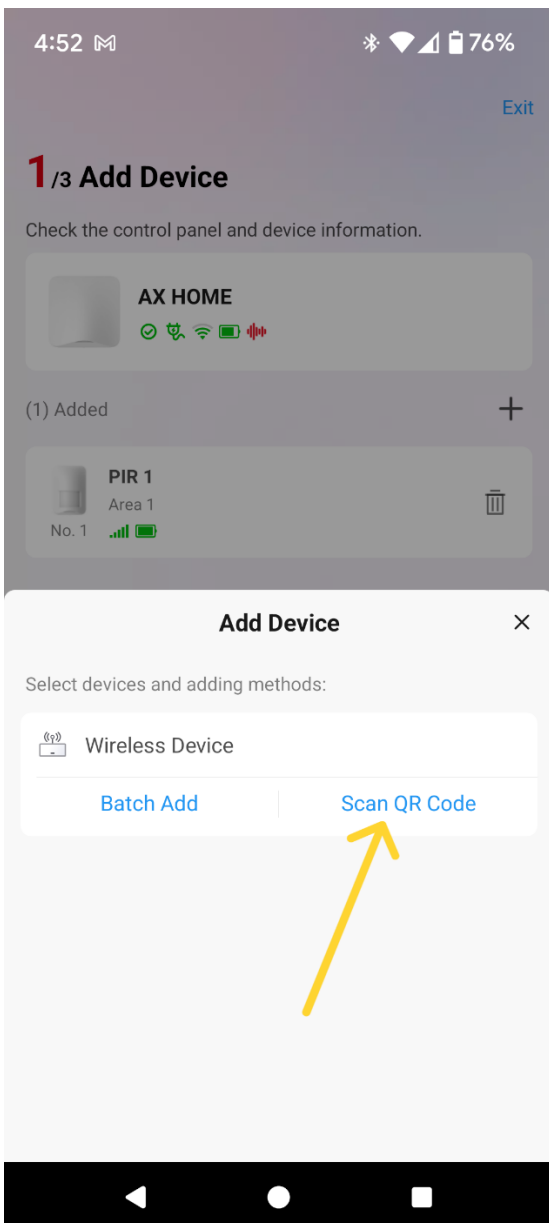 4:52 76%
Exit
1/3 Add Device
Check the control panel and device information.
AX HOME
(1) Added
PIR 1
Area 1
No. 1
Add Device
Select devices and adding methods:
Wireless Device
Batch Add Scan QR Code